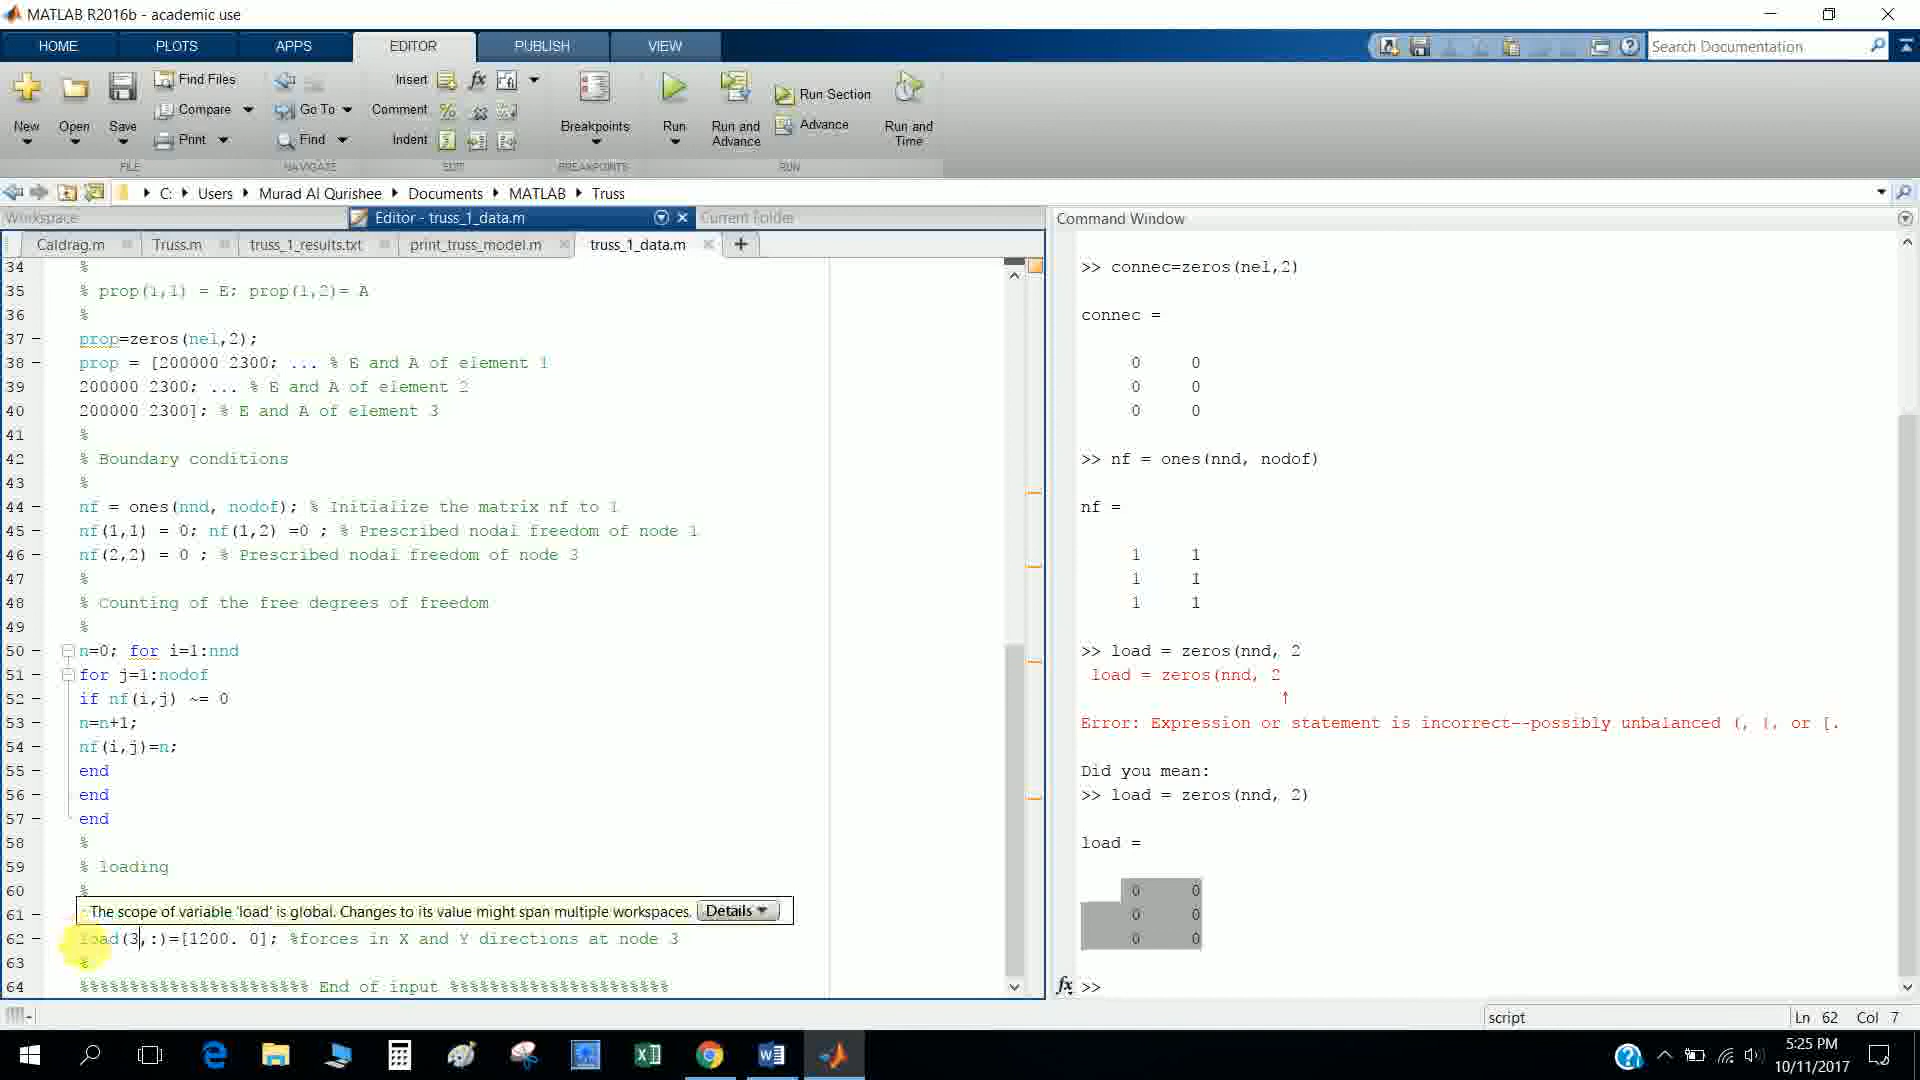 MATLAB R2016b - academic use
HOME PLOTS APPS EDITOR PUBLISH VIEW
Search Documentation
New Open Save
Find Files
Compare
Print
Go To
Find
Insert
Comment
Indent
Breakpoints
Run
Run and Advance
Run Section
Advance
Run and Time
FILE NAVIGATE EDIT BREAKPOINTS RUN
C: Users Murad Al Qurishee Documents MATLAB Truss
Workspace
Editor - truss_1_data.m
Current Folder
Caldrag.m Truss.m truss_1_results.txt print_truss_model.m truss_1_data.m
34 %
35 % prop(1,1) = E; prop(1,2)= A
36 %
37 – prop=zeros(nel,2);
38 – prop = [200000 2300; ... % E and A of element 1
39 200000 2300; ... % E and A of element 2
40 200000 2300]; % E and A of element 3
41 %
42 % Boundary conditions
43 %
44 – nf = ones(nnd, nodof); % Initialize the matrix nf to 1
45 – nf(1,1) = 0; nf(1,2) =0 ; % Prescribed nodal freedom of node 1
46 – nf(2,2) = 0 ; % Prescribed nodal freedom of node 3
47 %
48 % Counting of the free degrees of freedom
49 %
50 – n=0; for i=1:nnd
51 – for j=1:nodof
52 – if nf(i,j) ~= 0
53 – n=n+1;
54 – nf(i,j)=n;
55 – end
56 – end
57 – end
58 %
59 % loading
60 %
61 – The scope of variable 'load' is global. Changes to its value might span multiple workspaces. Details
62 – load(3,:)=[1200. 0]; %forces in X and Y directions at node 3
63 %
64 %%%%%%%%%%%%%%%%%%%%%%% End of input %%%%%%%%%%%%%%%%%%%%%%
Command Window
>> connec=zeros(nel,2)
connec =
0 0
0 0
0 0
>> nf = ones(nnd, nodof)
nf =
1 1
1 1
1 1
>> load = zeros(nnd, 2
load = zeros(nnd, 2
↑
Error: Expression or statement is incorrect--possibly unbalanced (, {, or [.
Did you mean:
>> load = zeros(nnd, 2)
load =
0 0
0 0
0 0
fx >>
script
Ln 62 Col 7
5:25 PM
10/11/2017